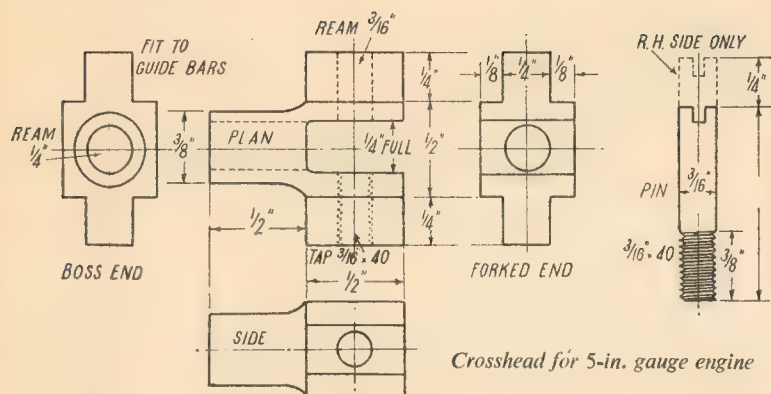 FIT TO
GUIDE BARS
REAM
1/4"
BOSS END
REAM 3/16"
PLAN
3/8"
1/4" FULL
1/2"
1/4"
1/2"
1/4"
TAP 3/16" × 40
1/2"
SIDE
1/8" 1/4" 1/8"
FORKED END
R.H. SIDE ONLY
1/4"
3/16"
PIN
3/16" × 40
3/8"
Crosshead for 5-in. gauge engine